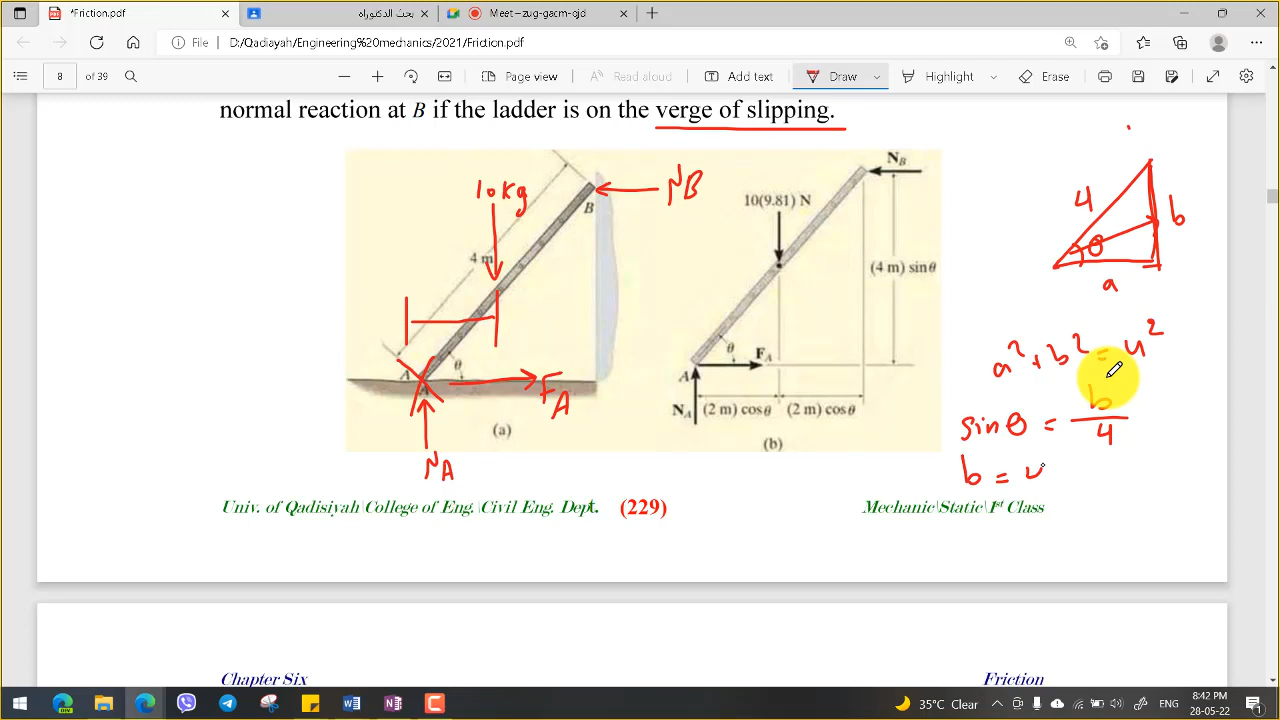 *Friction.pdf
بحث الدكتوراه
Meet-zug-gacm-qjd
File D:/Qadiayah/Engineering%20mechanics/2021/Friction.pdf
8 of 39 Page view Read aloud Add text Draw Highlight Erase
normal reaction at B if the ladder is on the verge of slipping.
10kg
NB
B
4 m
A
θ
A
FA
NA
(a)
NB
10(9.81) N
(4 m) sinθ
θ
FA
A
NA
(2 m) cosθ
(2 m) cosθ
(b)
4
b
θ
a
a² + b² = 4²
sinθ = b/4
b = 4
Univ. of Qadisiyah\College of Eng.\Civil Eng. Dept. (229) Mechanic\Static\1st Class
Chapter Six Friction
35°C Clear
ENG
8:42 PM
28-05-22
1